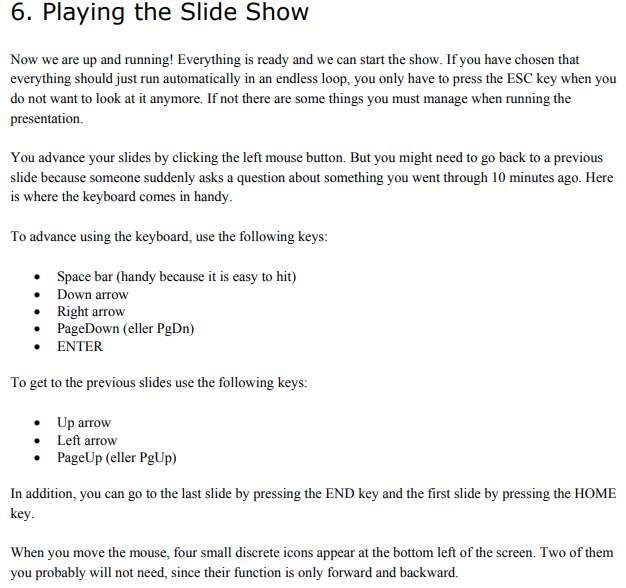 6. Playing the Slide Show
Now we are up and running! Everything is ready and we can start the show. If you have chosen that
everything should just run automatically in an endless loop, you only have to press the ESC key when you
do not want to look at it anymore. If not there are some things you must manage when running the
presentation.
You advance your slides by clicking the left mouse button. But you might need to go back to a previous
slide because someone suddenly asks a question about something you went through 10 minutes ago. Here
is where the keyboard comes in handy.
To advance using the keyboard, use the following keys:
• Space bar (handy because it is easy to hit)
• Down arrow
• Right arrow
• PageDown (eller PgDn)
• ENTER
To get to the previous slides use the following keys:
• Up arrow
• Left arrow
• PageUp (eller PgUp)
In addition, you can go to the last slide by pressing the END key and the first slide by pressing the HOME
key.
When you move the mouse, four small discrete icons appear at the bottom left of the screen. Two of them
you probably will not need, since their function is only forward and backward.